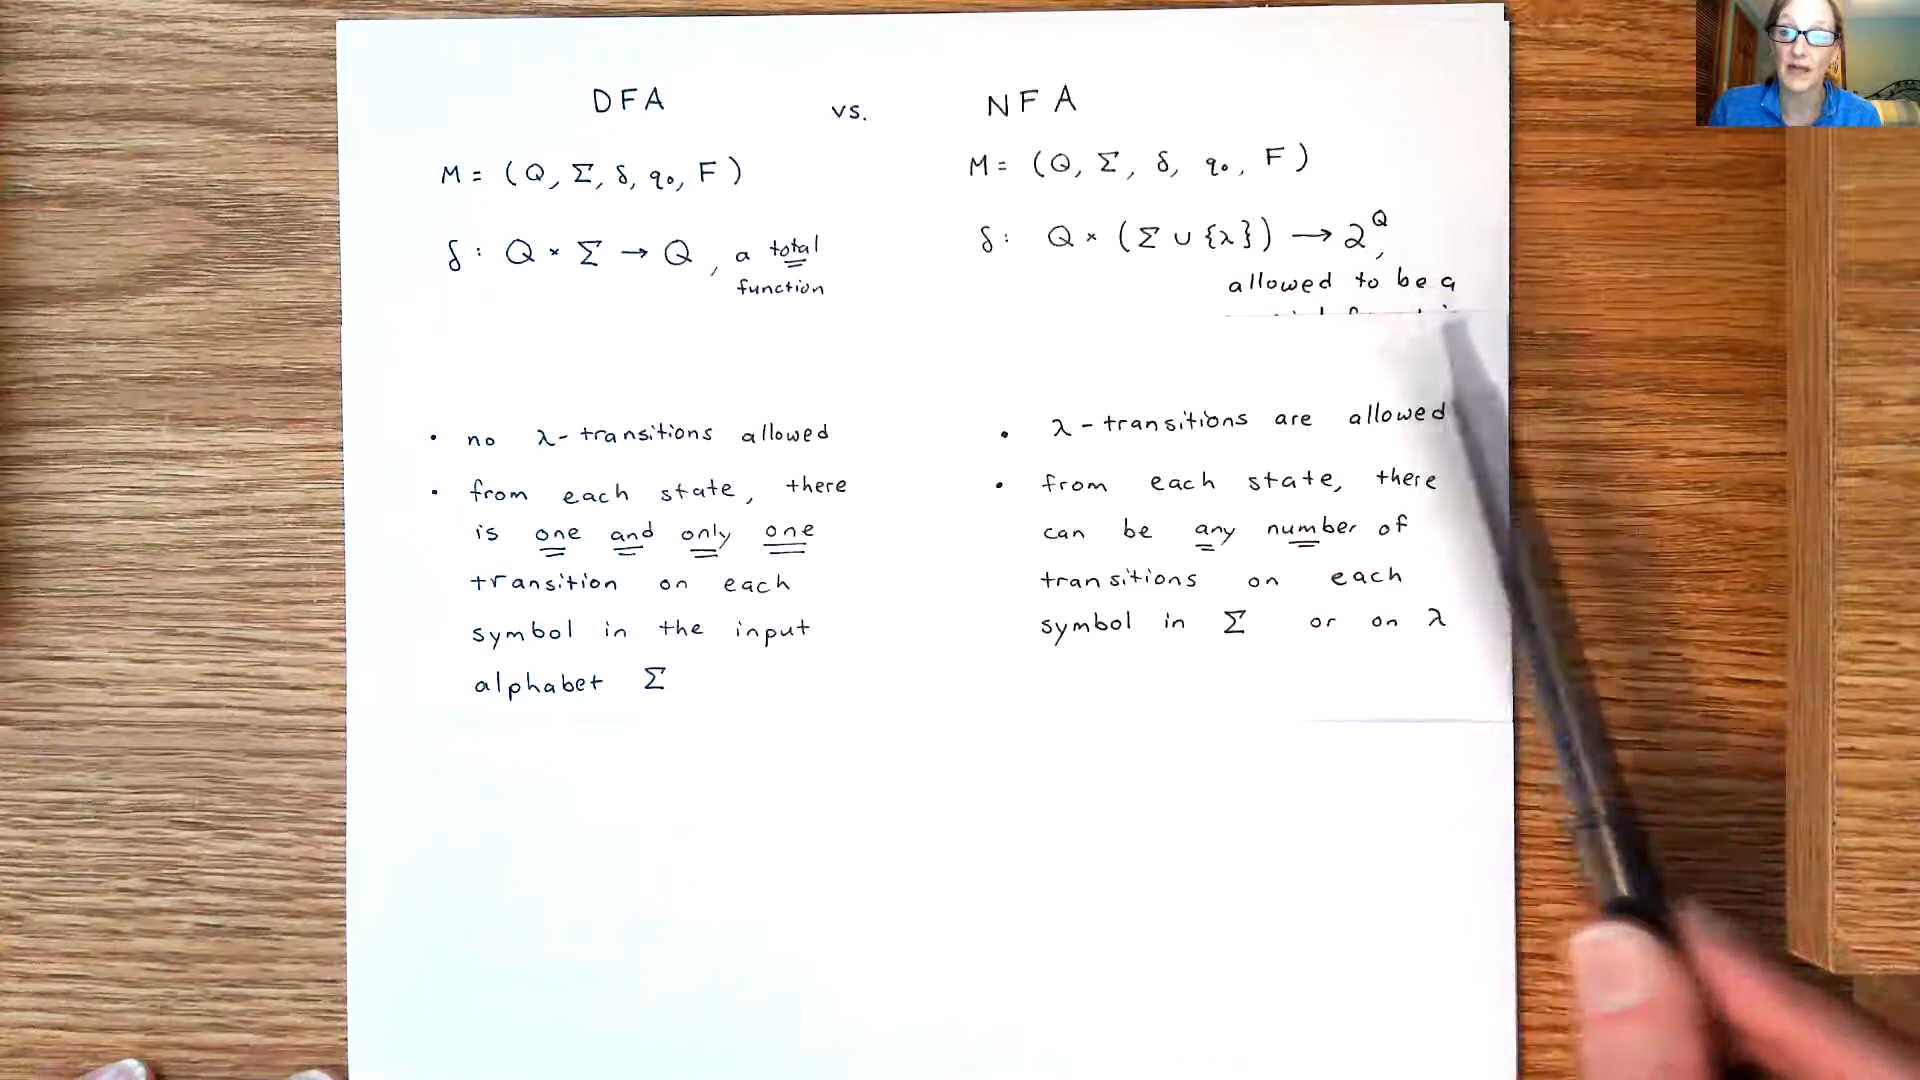 DFA vs. NFA
M = (Q, Σ, δ, q₀, F)
δ : Q × Σ → Q , a total
function
• no λ-transitions allowed
• from each state, there
is one and only one
transition on each
symbol in the input
alphabet Σ
M = (Q, Σ, δ, q₀, F)
δ : Q × (Σ ∪ {λ}) → 2^Q,
allowed to be a
• λ-transitions are allowed
• from each state, there
can be any number of
transitions on each
symbol in Σ or on λ